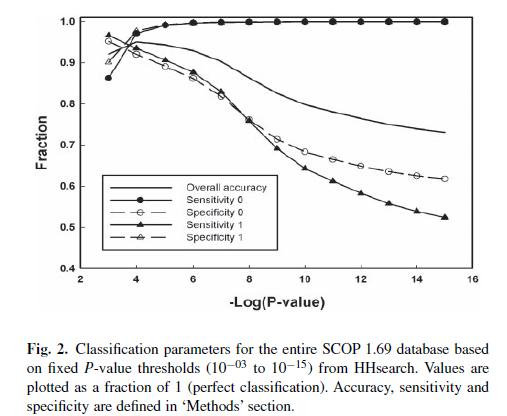 1.0
0.9
0.8
0.7
0.6
0.5
0.4
Fraction
Overall accuracy
Sensitivity 0
Specificity 0
Sensitivity 1
Specificity 1
2 4 6 8 10 12 14 16
-Log(P-value)
Fig. 2. Classification parameters for the entire SCOP 1.69 database based
on fixed P-value thresholds (10−03 to 10−15) from HHsearch. Values are
plotted as a fraction of 1 (perfect classification). Accuracy, sensitivity and
specificity are defined in ‘Methods’ section.